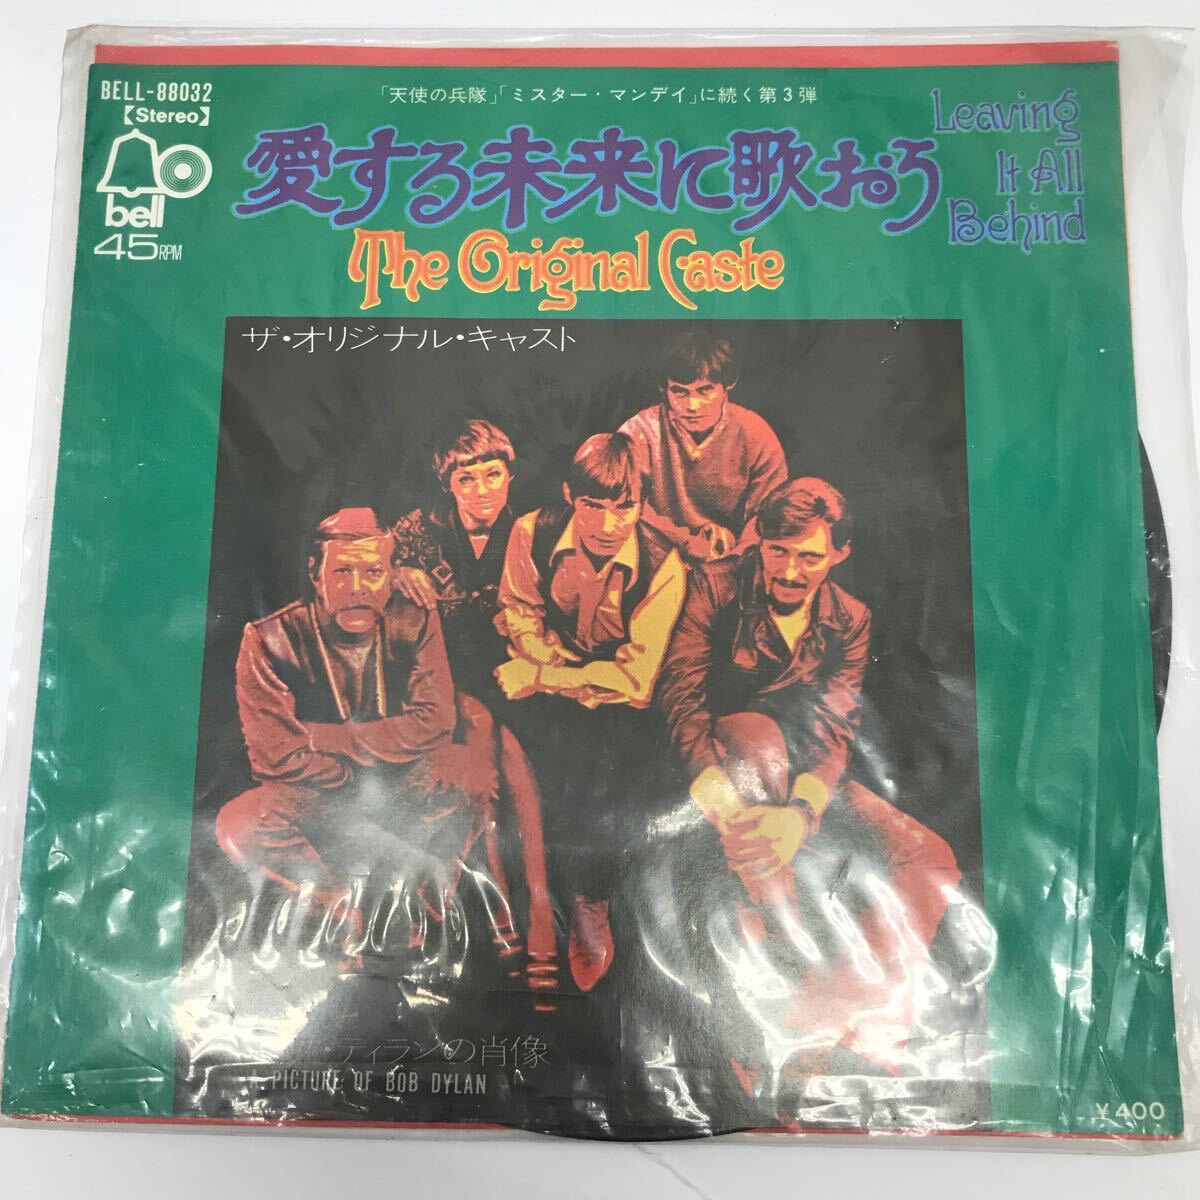 BELL-88032
【Stereo】
bell
45RPM
「天使の兵隊」「ミスター・マンデイ」に続く第3弾
愛する未来に歌おう
Leaving
It All
Behind
The Original Caste
ザ・オリジナル・キャスト
ディランの肖像
A PICTURE OF BOB DYLAN
¥400